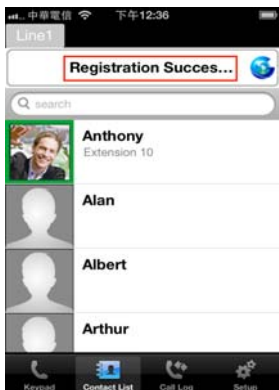 中華電信 下午12:36
Line1
Registration Succes...
search
Anthony
Extension 10
Alan
Albert
Arthur
Keypad Contact List Call Log Setup